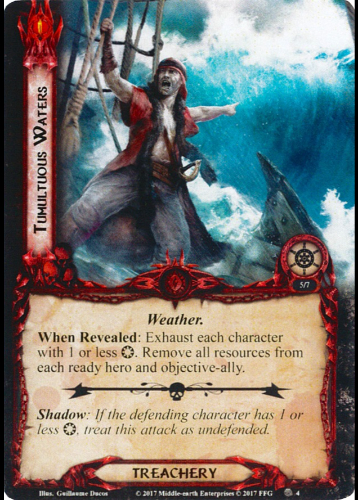 TUMULTUOUS WATERS
5/7
Weather.
When Revealed: Exhaust each character
with 1 or less . Remove all resources from
each ready hero and objective-ally.
Shadow: If the defending character has 1 or
less , treat this attack as undefended.
TREACHERY
Illus. Guillaume Ducos © 2017 Middle-earth Enterprises © 2017 FFG 4